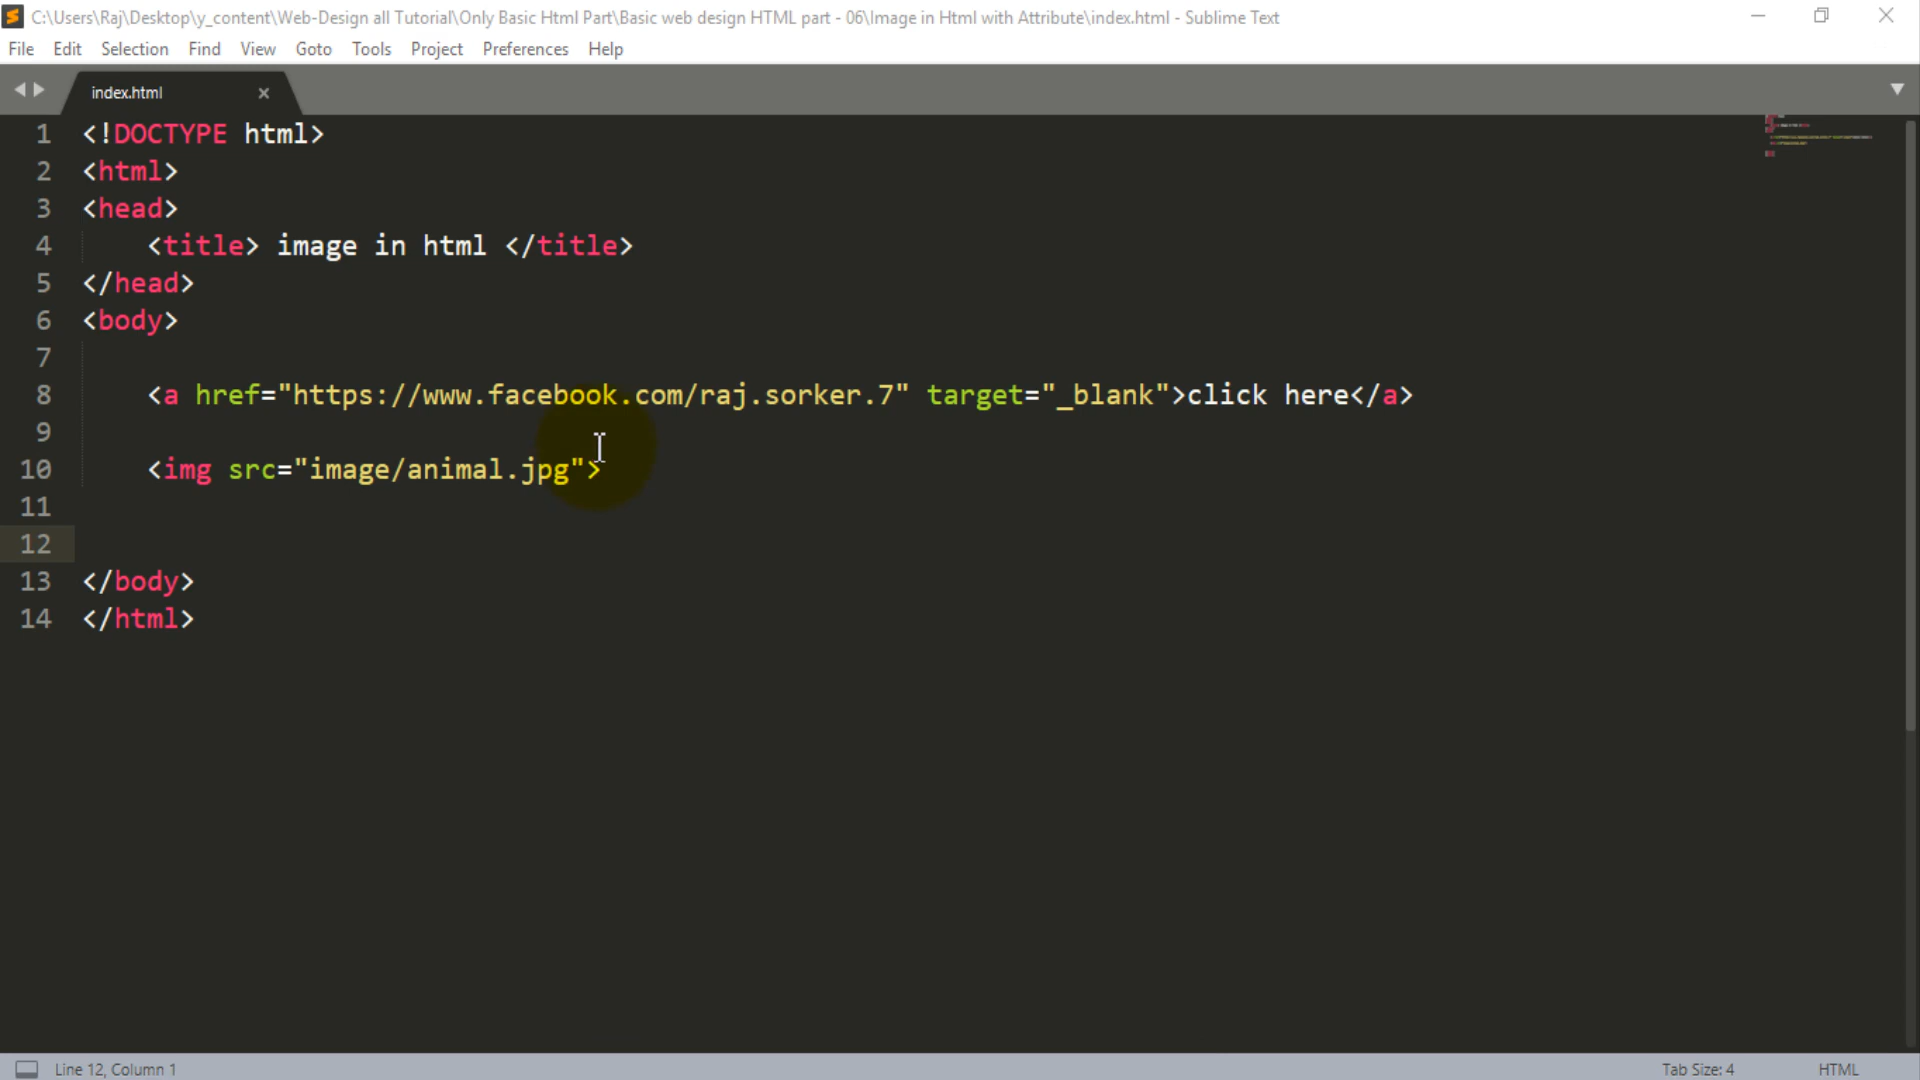 C:\Users\Raj\Desktop\y_content\Web-Design all Tutorial\Only Basic Html Part\Basic web design HTML part - 06\Image in Html with Attribute\index.html - Sublime Text
File Edit Selection Find View Goto Tools Project Preferences Help
index.html
1 <!DOCTYPE html>
2 <html>
3 <head>
4 <title> image in html </title>
5 </head>
6 <body>
7
8 <a href="https://www.facebook.com/raj.sorker.7" target="_blank">click here</a>
9
10 <img src="image/animal.jpg">
11
12
13 </body>
14 </html>
Line 12, Column 1 Tab Size: 4 HTML